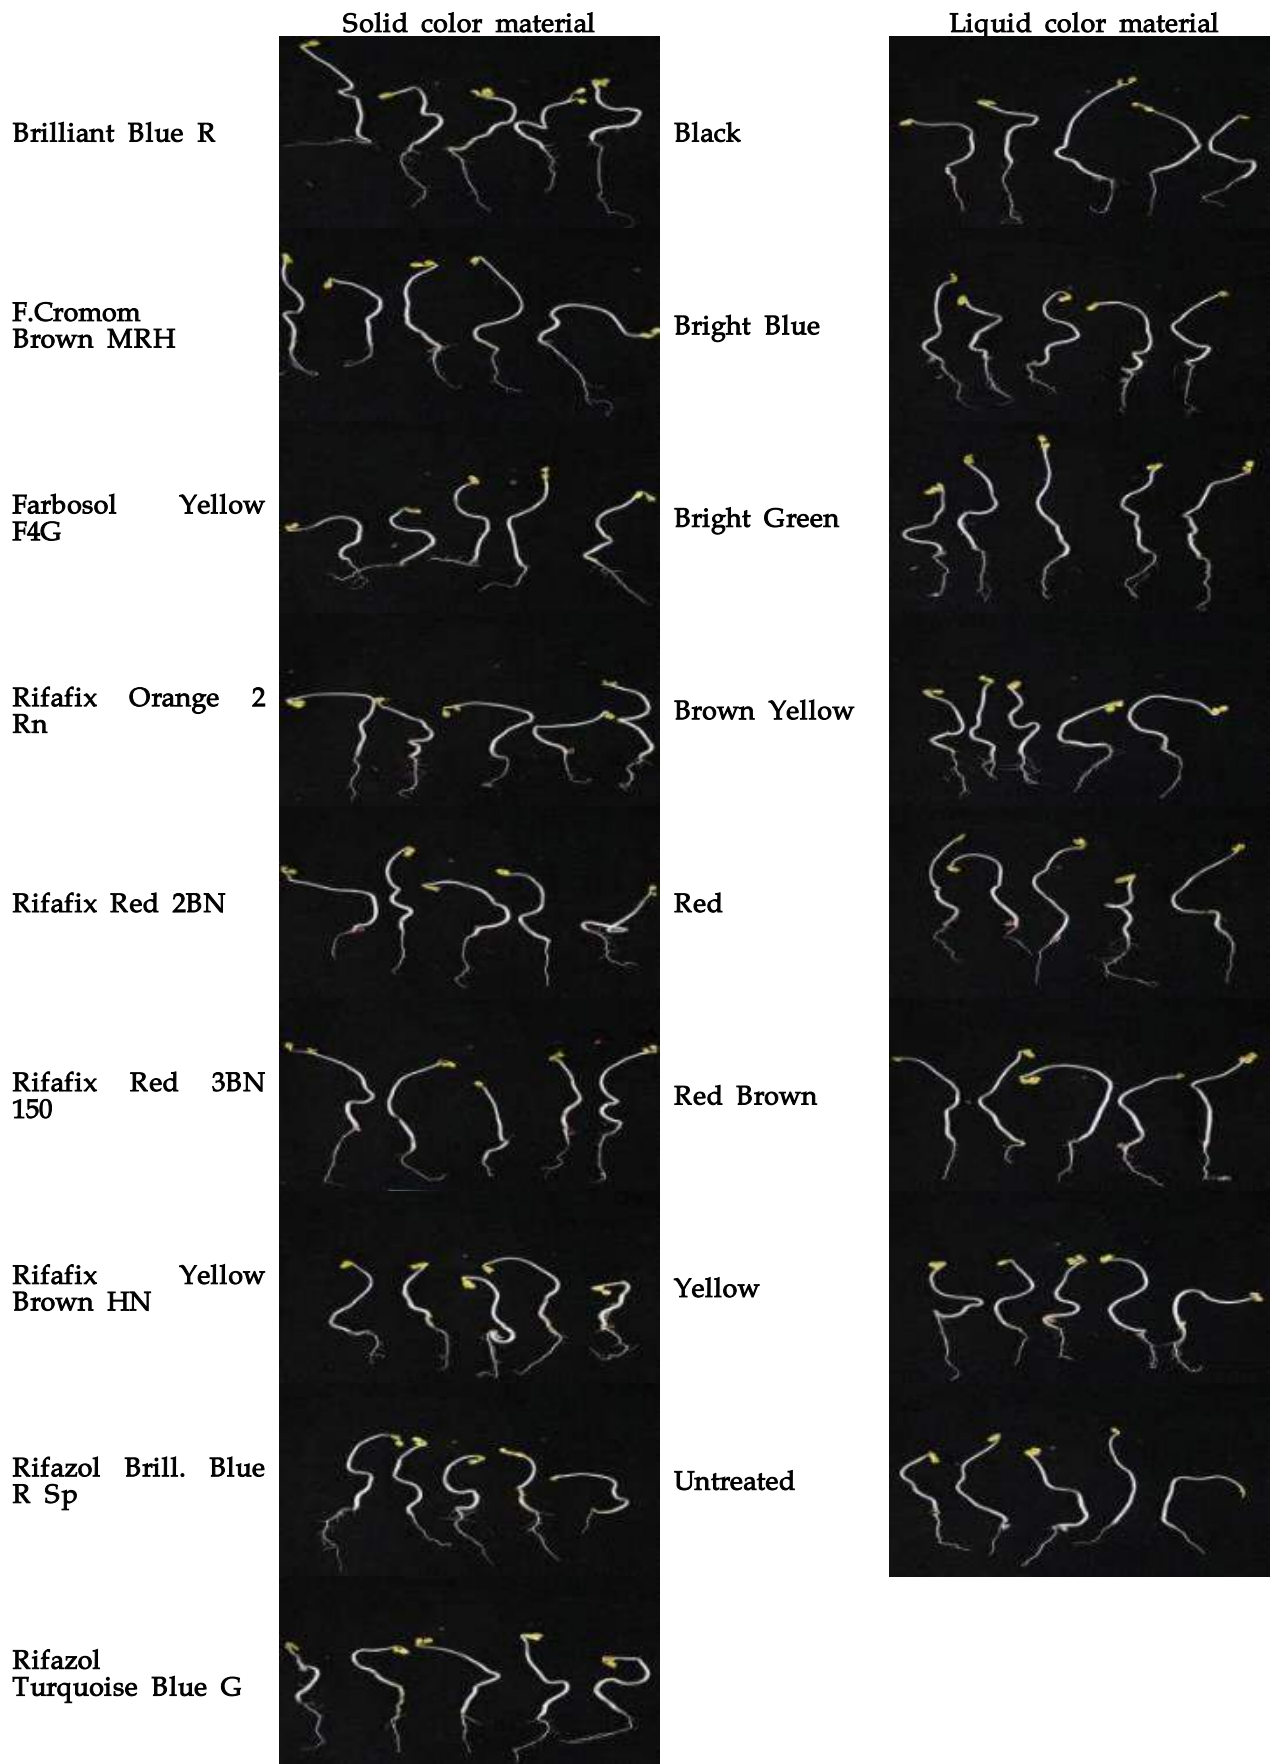 Solid color material
Liquid color material
Brilliant Blue R
Black
F.Cromom
Brown MRH
Bright Blue
Farbosol Yellow
F4G
Bright Green
Rifafix Orange 2
Rn
Brown Yellow
Rifafix Red 2BN
Red
Rifafix Red 3BN
150
Red Brown
Rifafix Yellow
Brown HN
Yellow
Rifazol Brill. Blue
R Sp
Untreated
Rifazol
Turquoise Blue G